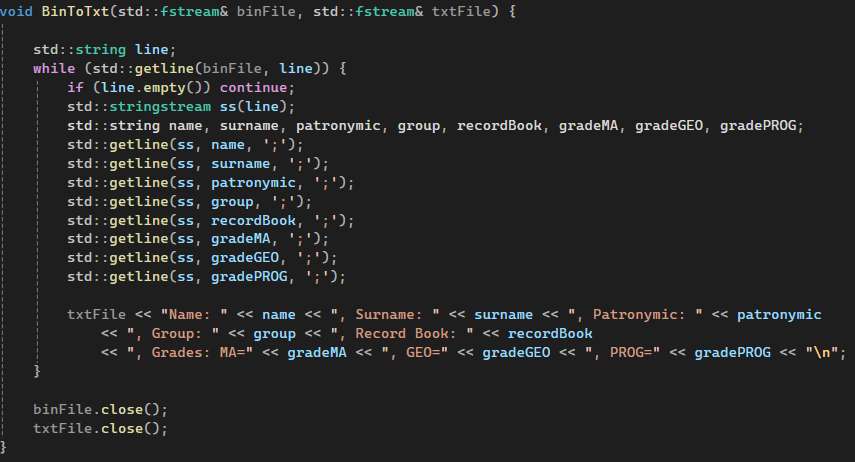 void BinToTxt(std::fstream& binFile, std::fstream& txtFile) {
    std::string line;
    while (std::getline(binFile, line)) {
        if (line.empty()) continue;
        std::stringstream ss(line);
        std::string name, surname, patronymic, group, recordBook, gradeMA, gradeGEO, gradePROG;
        std::getline(ss, name, ';');
        std::getline(ss, surname, ';');
        std::getline(ss, patronymic, ';');
        std::getline(ss, group, ';');
        std::getline(ss, recordBook, ';');
        std::getline(ss, gradeMA, ';');
        std::getline(ss, gradeGEO, ';');
        std::getline(ss, gradePROG, ';');
        txtFile << "Name: " << name << ", Surname: " << surname << ", Patronymic: " << patronymic
            << ", Group: " << group << ", Record Book: " << recordBook
            << ", Grades: MA=" << gradeMA << ", GEO=" << gradeGEO << ", PROG=" << gradePROG << "\n";
    }
    binFile.close();
    txtFile.close();
}